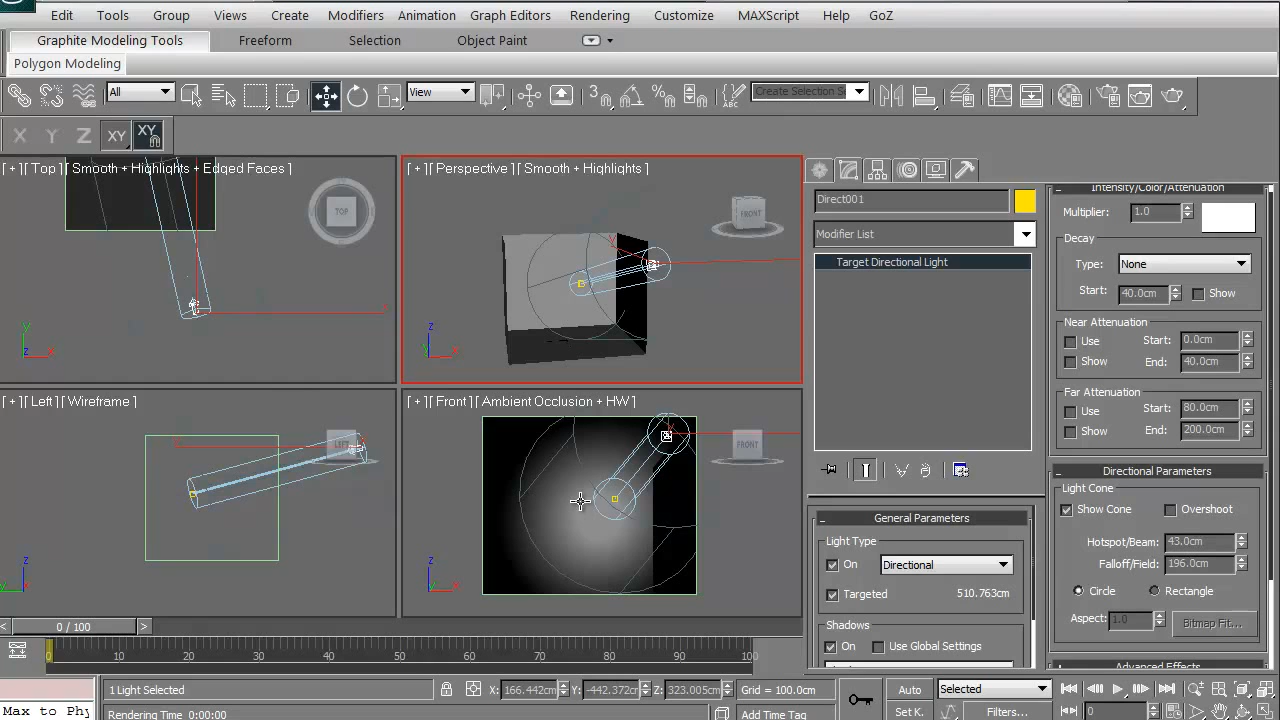 Edit Tools Group Views Create Modifiers Animation Graph Editors Rendering Customize MAXScript Help GoZ
Graphite Modeling Tools Freeform Selection Object Paint
Polygon Modeling
All View Create Selection Se
X Y Z XY XY
[ + ][ Top ][ Smooth + Highlights + Edged Faces ]
TOP
[ + ][ Perspective ][ Smooth + Highlights ]
FRONT
[ + ][ Left ][ Wireframe ]
LEFT
[ + ][ Front ][ Ambient Occlusion + HW ]
FRONT
Direct001
Modifier List
Target Directional Light
General Parameters
Light Type
On Directional
Targeted 510.763cm
Shadows
On Use Global Settings
Intensity/Color/Attenuation
Multiplier: 1.0
Decay
Type: None
Start: 40.0cm Show
Near Attenuation
Use Start: 0.0cm
Show End: 40.0cm
Far Attenuation
Use Start: 80.0cm
Show End: 200.0cm
Directional Parameters
Light Cone
Show Cone Overshoot
Hotspot/Beam: 43.0cm
Falloff/Field: 196.0cm
Circle Rectangle
Aspect: 1.0 Bitmap Fit...
Advanced Effects
< 0 / 100 >
0 10 20 30 40 50 60 70 80 90 100
1 Light Selected X: 166.442cm Y: -442.372cm Z: 323.005cm Grid = 100.0cm Auto Selected
Max to Phy Rendering Time 0:00:00 Add Time Tag Set K. Filters... 0